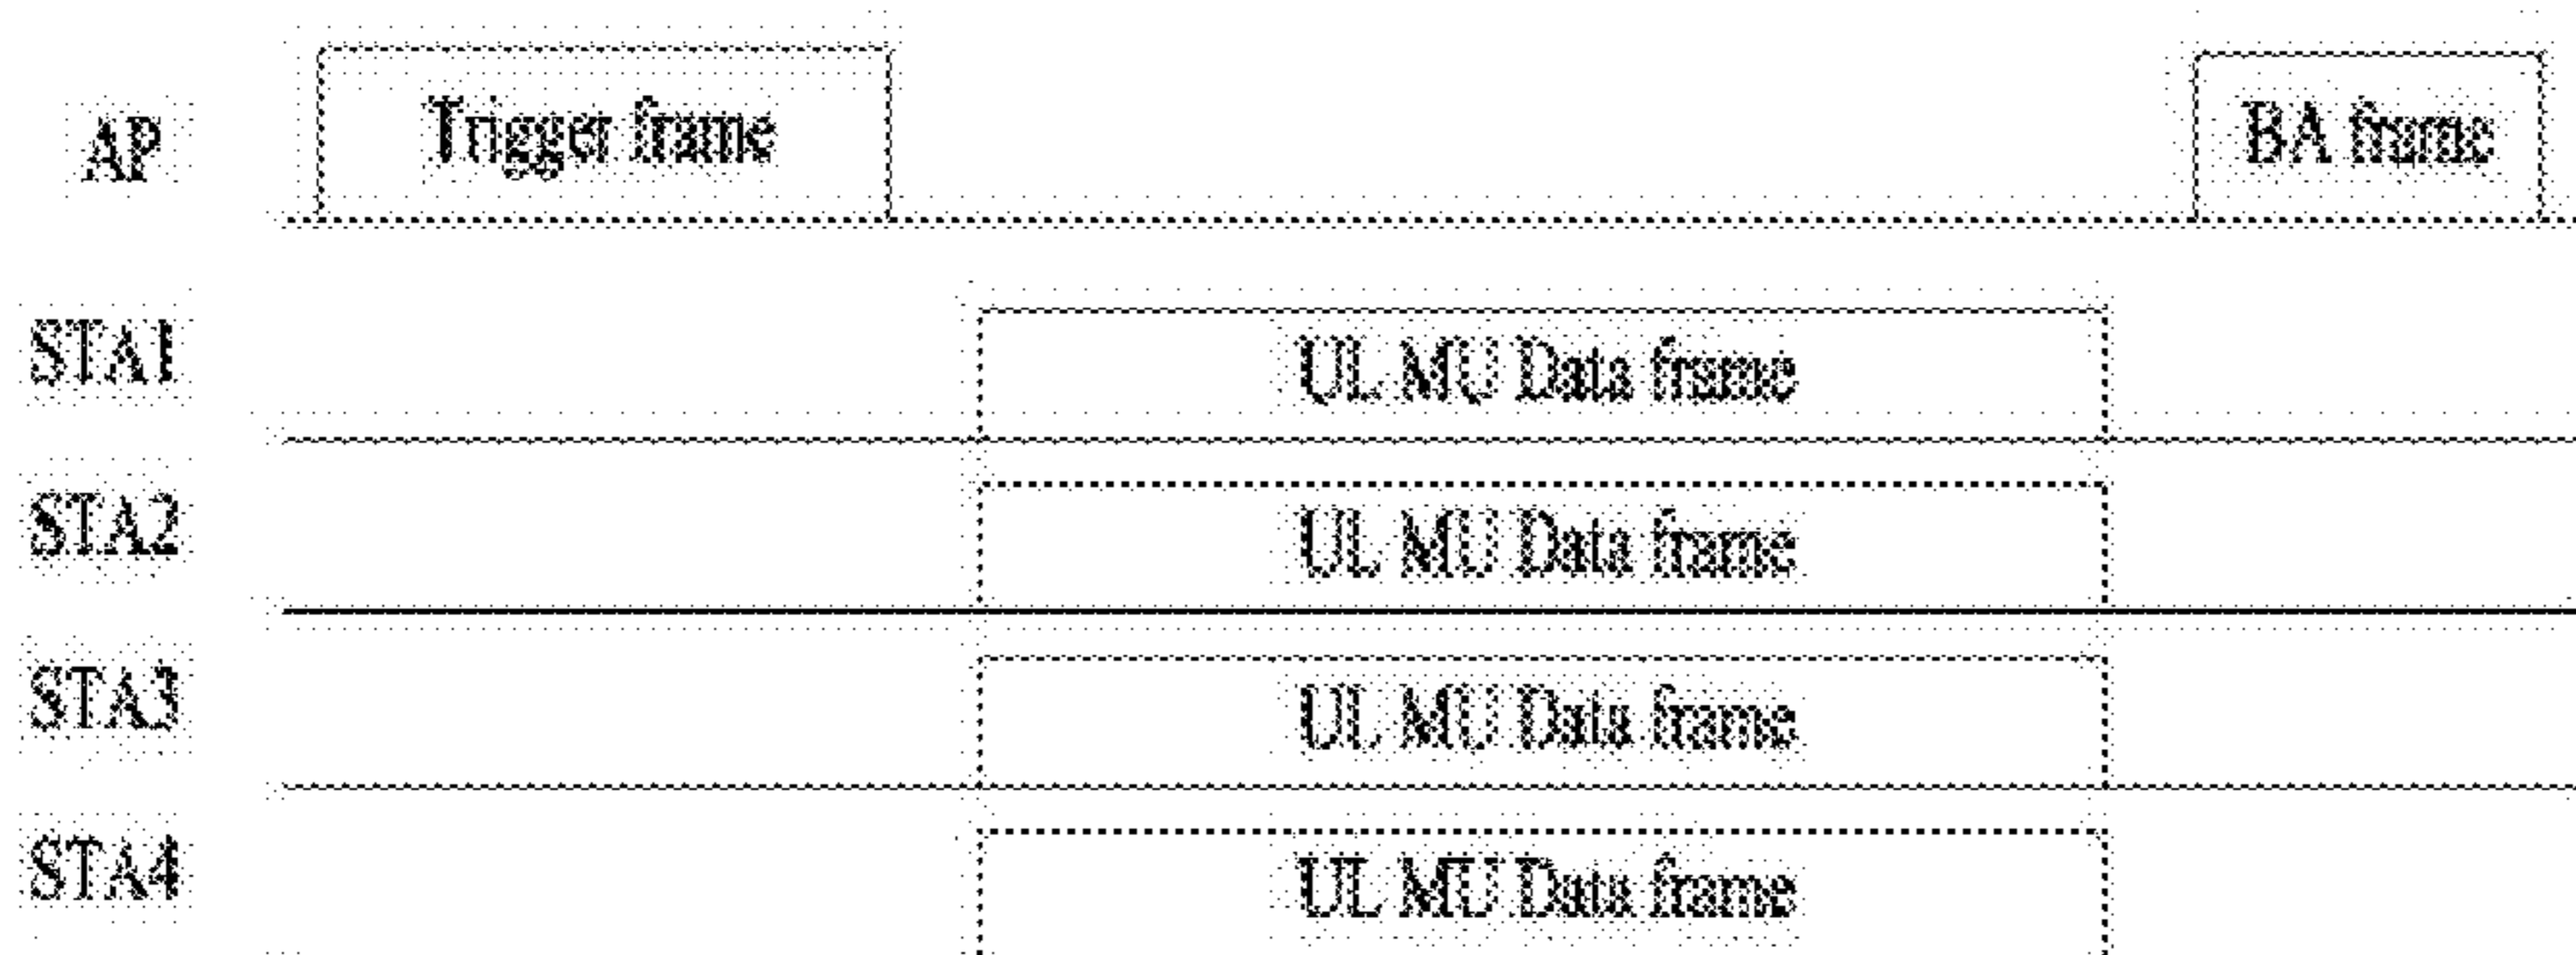 AP Trigger frame BA frame
STA1 UL MU Data frame
STA2 UL MU Data frame
STA3 UL MU Data frame
STA4 UL MU Data frame